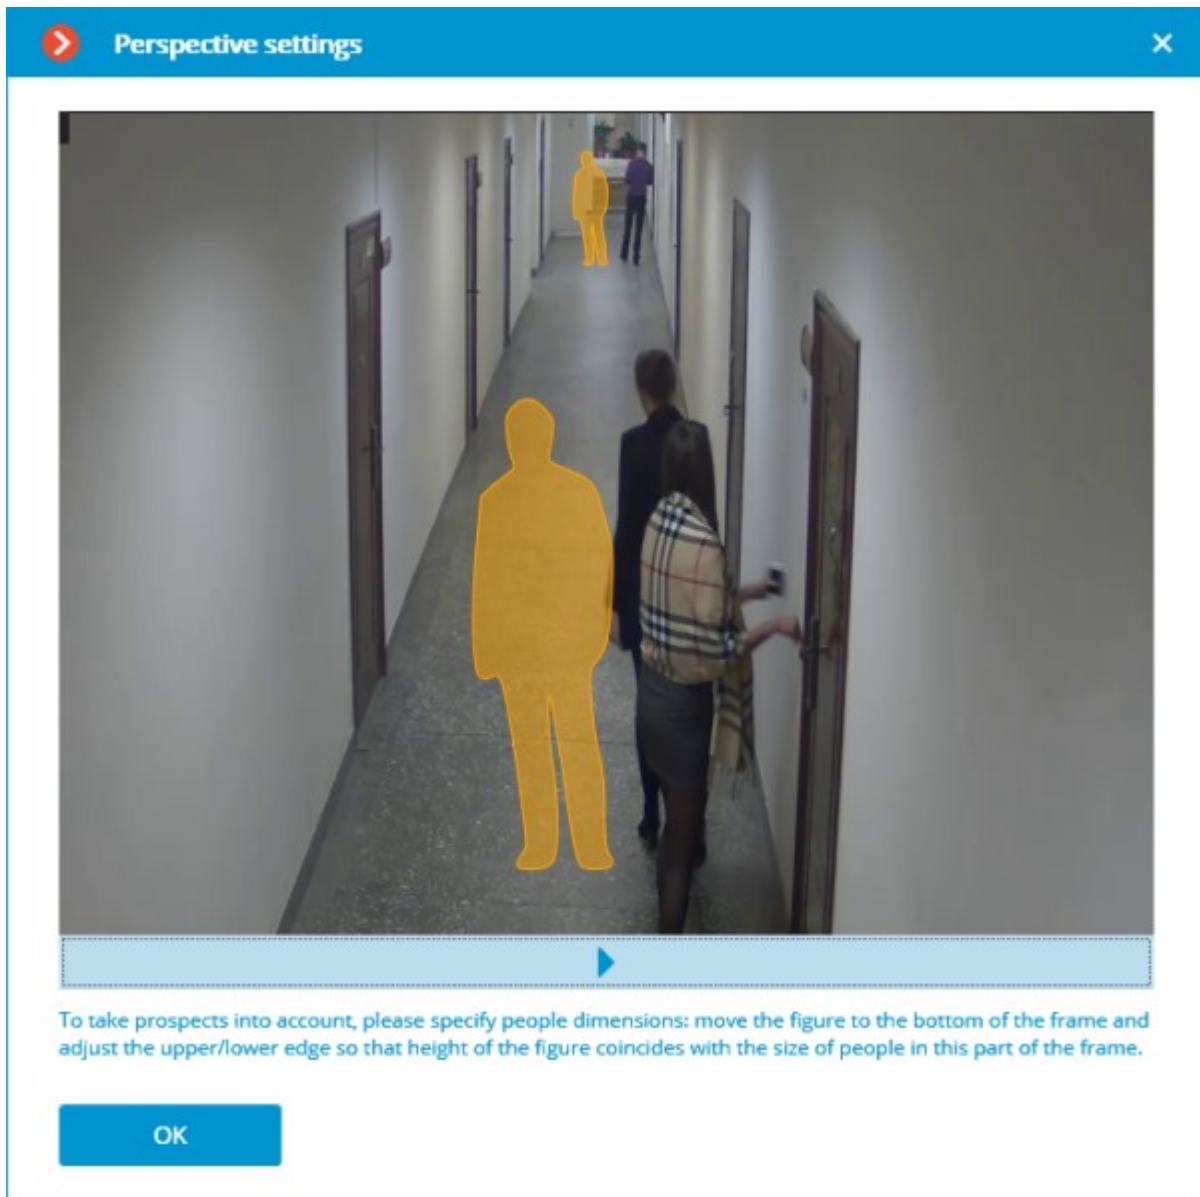 Perspective settings
To take prospects into account, please specify people dimensions: move the figure to the bottom of the frame and
adjust the upper/lower edge so that height of the figure coincides with the size of people in this part of the frame.
OK